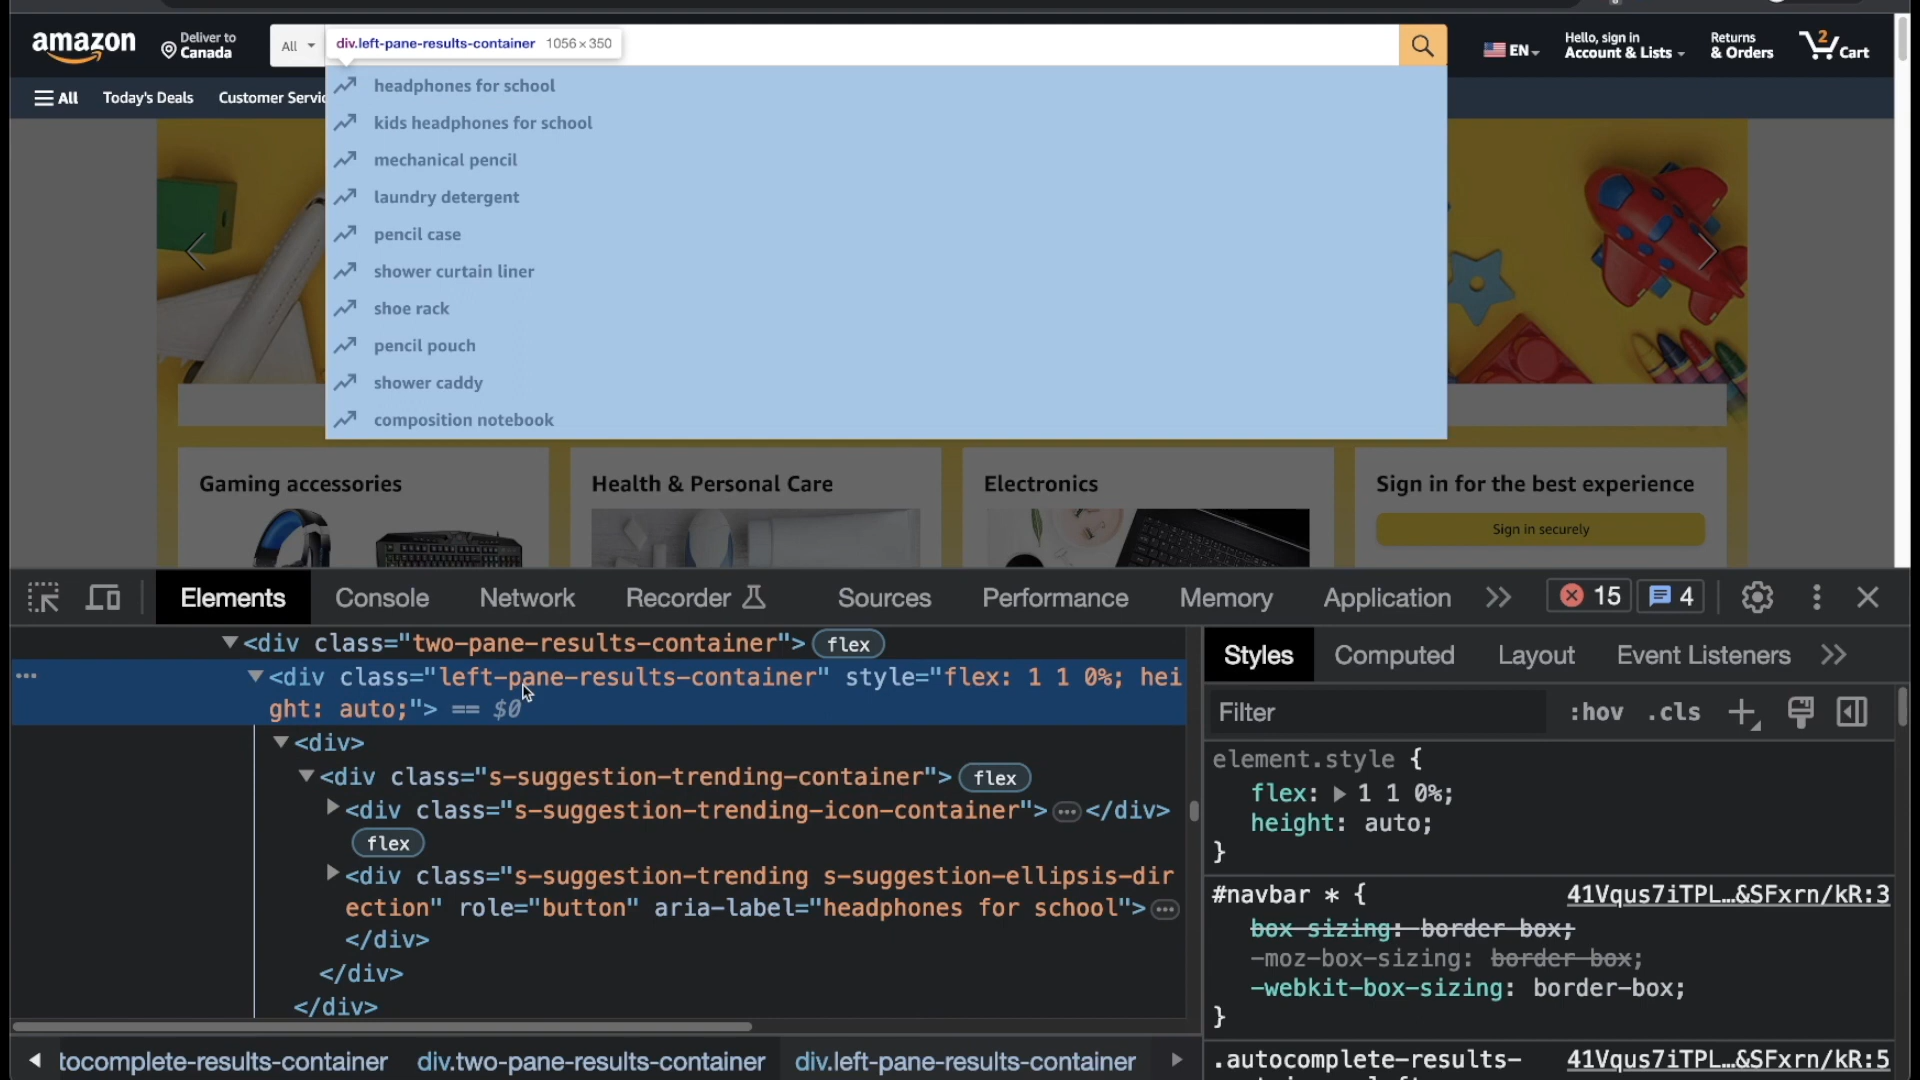 amazon
Deliver to
Canada
All
div.left-pane-results-container 1056×350
EN
Hello, sign in
Account & Lists
Returns
& Orders
2
Cart
All
Today's Deals
Customer Servic
headphones for school
kids headphones for school
mechanical pencil
laundry detergent
pencil case
shower curtain liner
shoe rack
pencil pouch
shower caddy
composition notebook
Gaming accessories
Health & Personal Care
Electronics
Sign in for the best experience
Sign in securely
Elements
Console
Network
Recorder
Sources
Performance
Memory
Application
15
4
<div class="two-pane-results-container"> flex
<div class="left-pane-results-container" style="flex: 1 1 0%; hei
ght: auto;"> == $0
<div>
<div class="s-suggestion-trending-container"> flex
<div class="s-suggestion-trending-icon-container"> … </div>
flex
<div class="s-suggestion-trending s-suggestion-ellipsis-dir
ection" role="button" aria-label="headphones for school"> …
</div>
</div>
</div>
tocomplete-results-container
div.two-pane-results-container
div.left-pane-results-container
Styles
Computed
Layout
Event Listeners
Filter
:hov
.cls
element.style {
flex: 1 1 0%;
height: auto;
}
#navbar * {
41Vqus7iTPL…&SFxrn/kR:3
box-sizing: border-box;
-moz-box-sizing: border-box;
-webkit-box-sizing: border-box;
}
.autocomplete-results-
41Vqus7iTPL…&SFxrn/kR:5